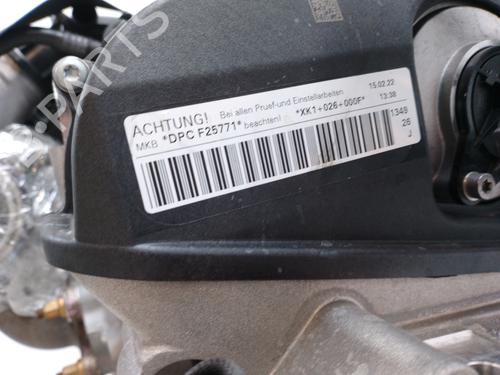 B-PARTS
ACHTUNG! Bei allen Pruef-und Einstellarbeiten 15.02.22
MKB *DPC F25771* beachten! *XK1+026+000F* 13:38
1349
26
J